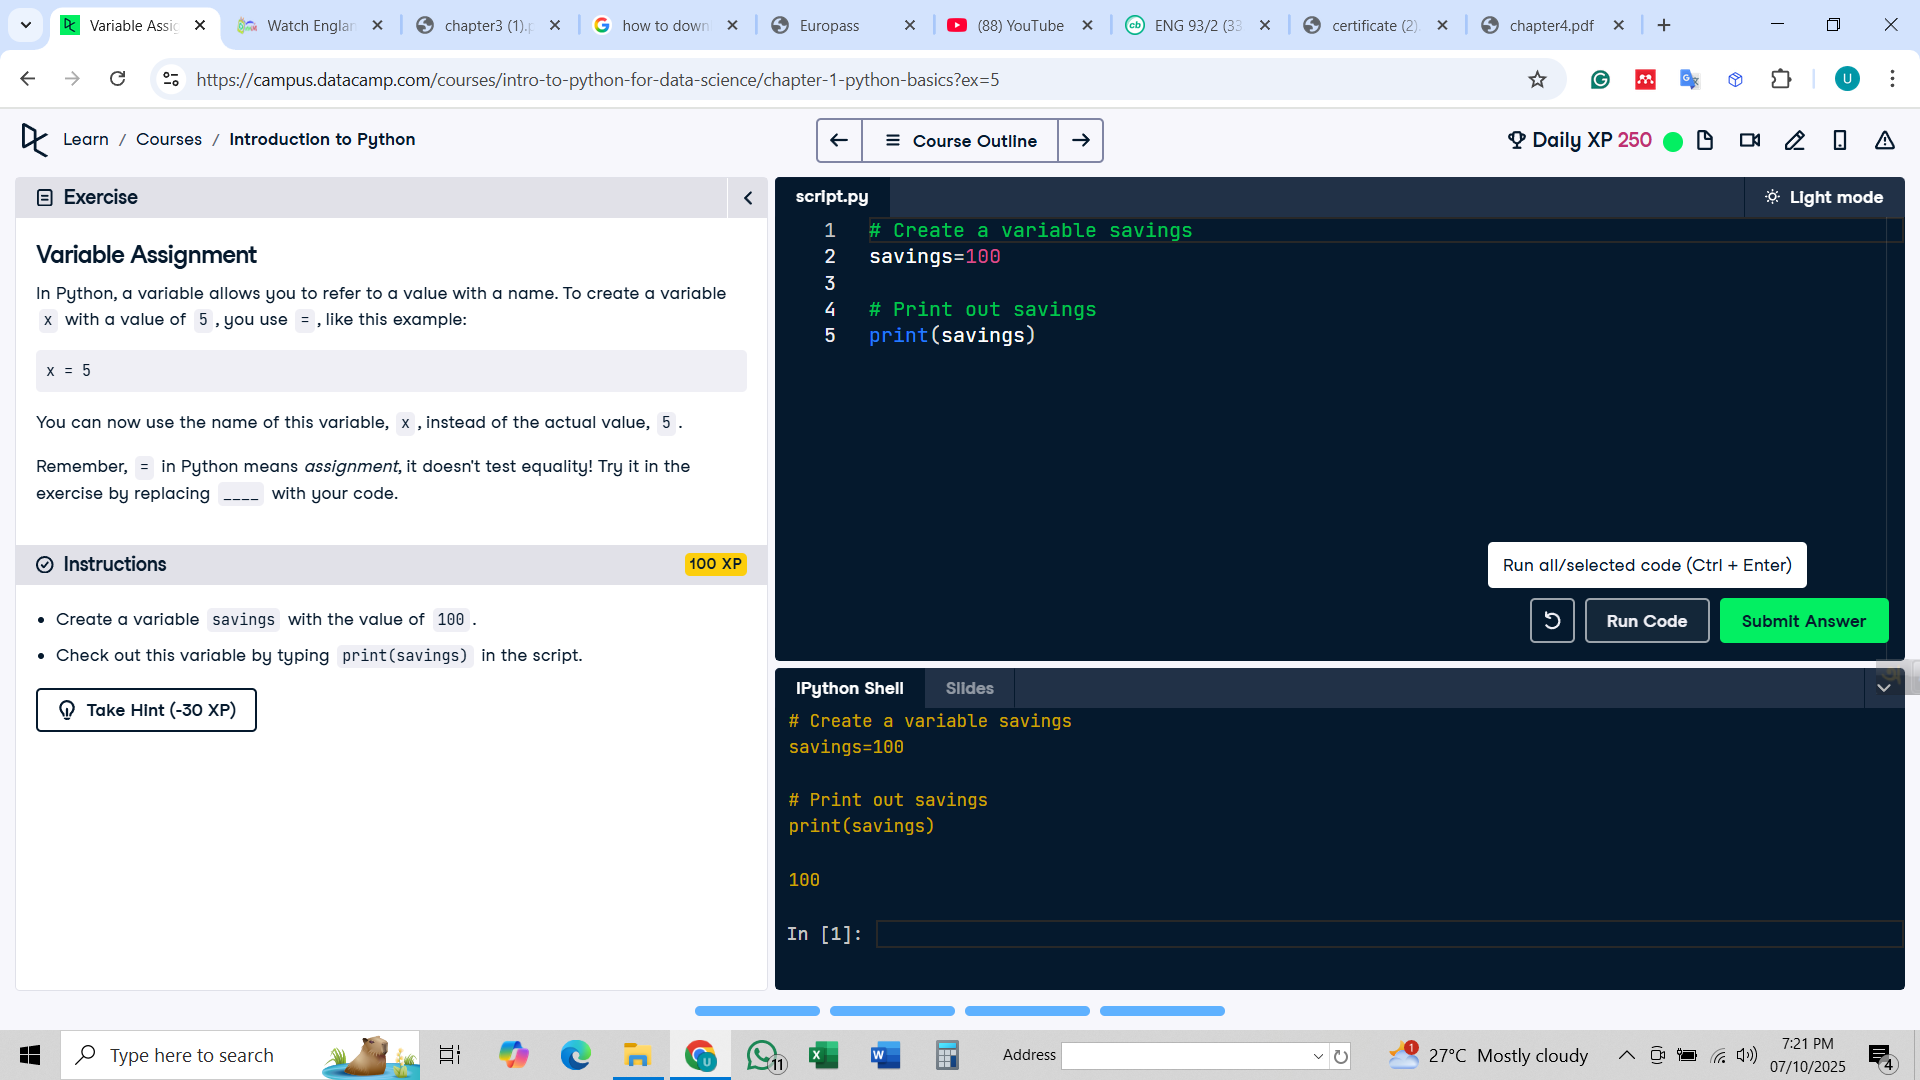 Variable Assig
Watch Englan
chapter3 (1).p
how to down
Europass
(88) YouTube
ENG 93/2 (33
certificate (2).
chapter4.pdf
https://campus.datacamp.com/courses/intro-to-python-for-data-science/chapter-1-python-basics?ex=5
U
Learn / Courses / Introduction to Python
Course Outline
Daily XP 250
Exercise
Variable Assignment
In Python, a variable allows you to refer to a value with a name. To create a variable
x with a value of 5, you use =, like this example:
x = 5
You can now use the name of this variable, x, instead of the actual value, 5.
Remember, = in Python means assignment, it doesn't test equality! Try it in the
exercise by replacing ____ with your code.
Instructions
100 XP
• Create a variable savings with the value of 100.
• Check out this variable by typing print(savings) in the script.
Take Hint (-30 XP)
script.py
Light mode
1 # Create a variable savings
2 savings=100
3
4 # Print out savings
5 print(savings)
Run all/selected code (Ctrl + Enter)
Run Code
Submit Answer
IPython Shell
Slides
# Create a variable savings
savings=100
# Print out savings
print(savings)
100
In [1]:
Type here to search
11
Address
1
27°C Mostly cloudy
7:21 PM
07/10/2025
4